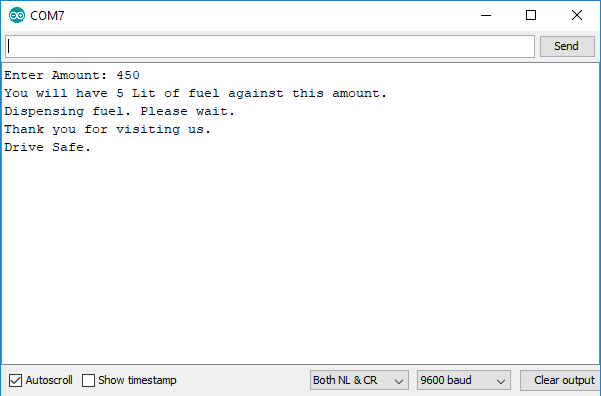 COM7
Send
Enter Amount: 450
You will have 5 Lit of fuel against this amount.
Dispensing fuel. Please wait.
Thank you for visiting us.
Drive Safe.
Autoscroll Show timestamp Both NL & CR 9600 baud Clear output